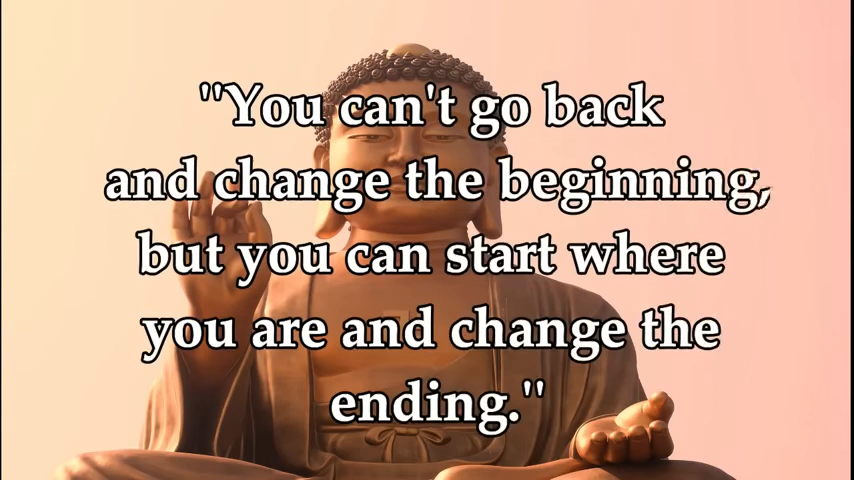 "You can't go back
and change the beginning,
but you can start where
you are and change the
ending."